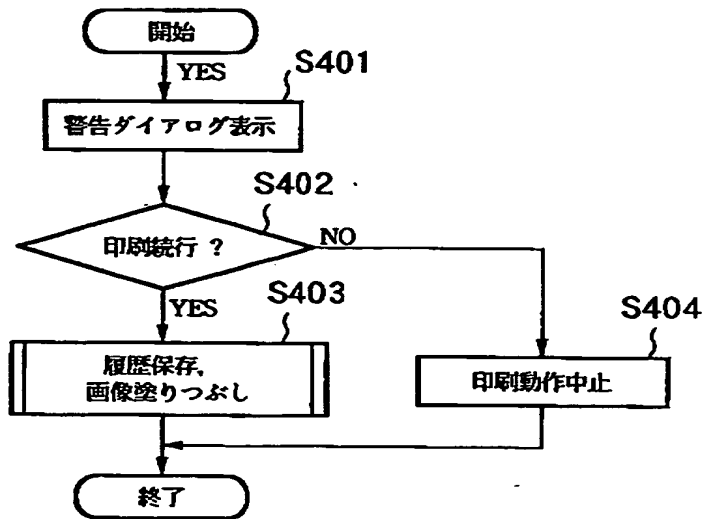 開始
YES
S401
警告ダイアログ表示
S402
印刷続行 ?
NO
YES
S403
S404
履歴保存,
画像塗りつぶし
印刷動作中止
終了